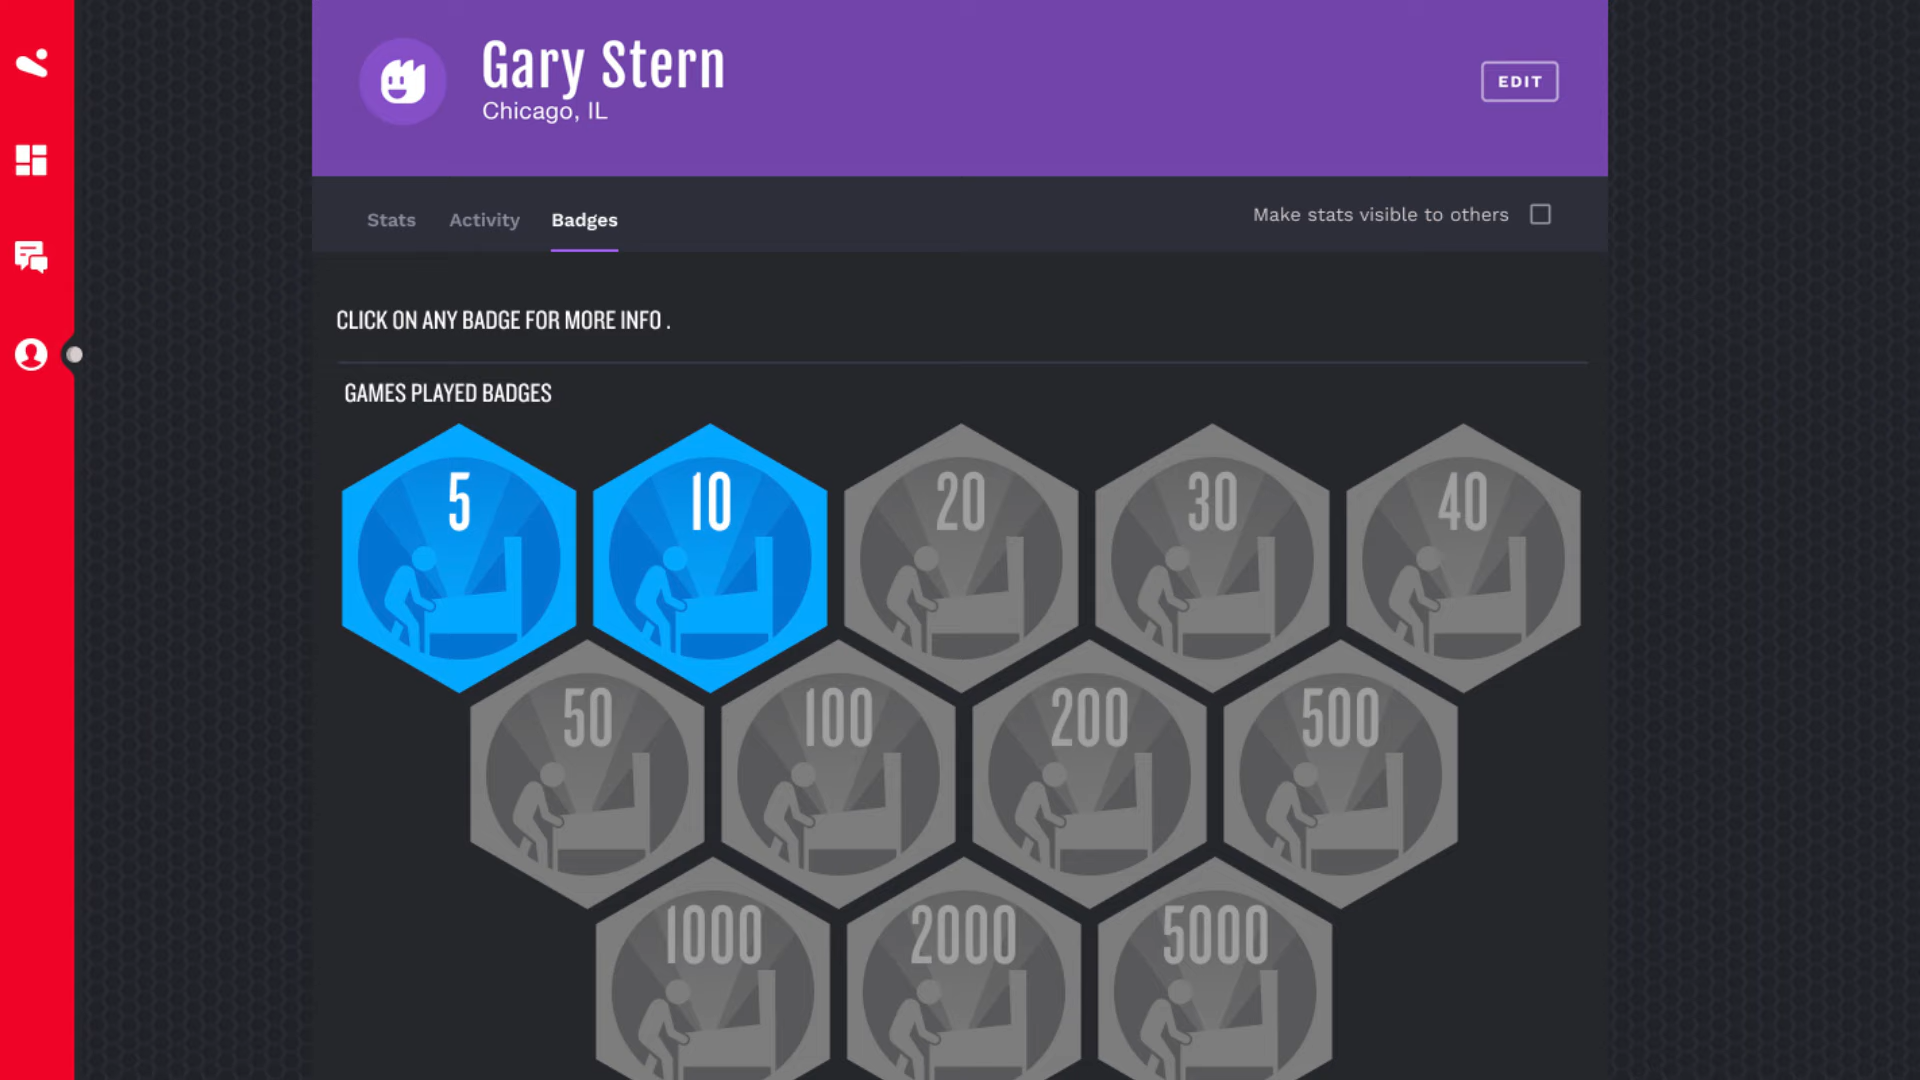 Gary Stern
Chicago, IL
EDIT
Stats Activity Badges
Make stats visible to others
CLICK ON ANY BADGE FOR MORE INFO .
GAMES PLAYED BADGES
5 10 20 30 40
50 100 200 500
1000 2000 5000